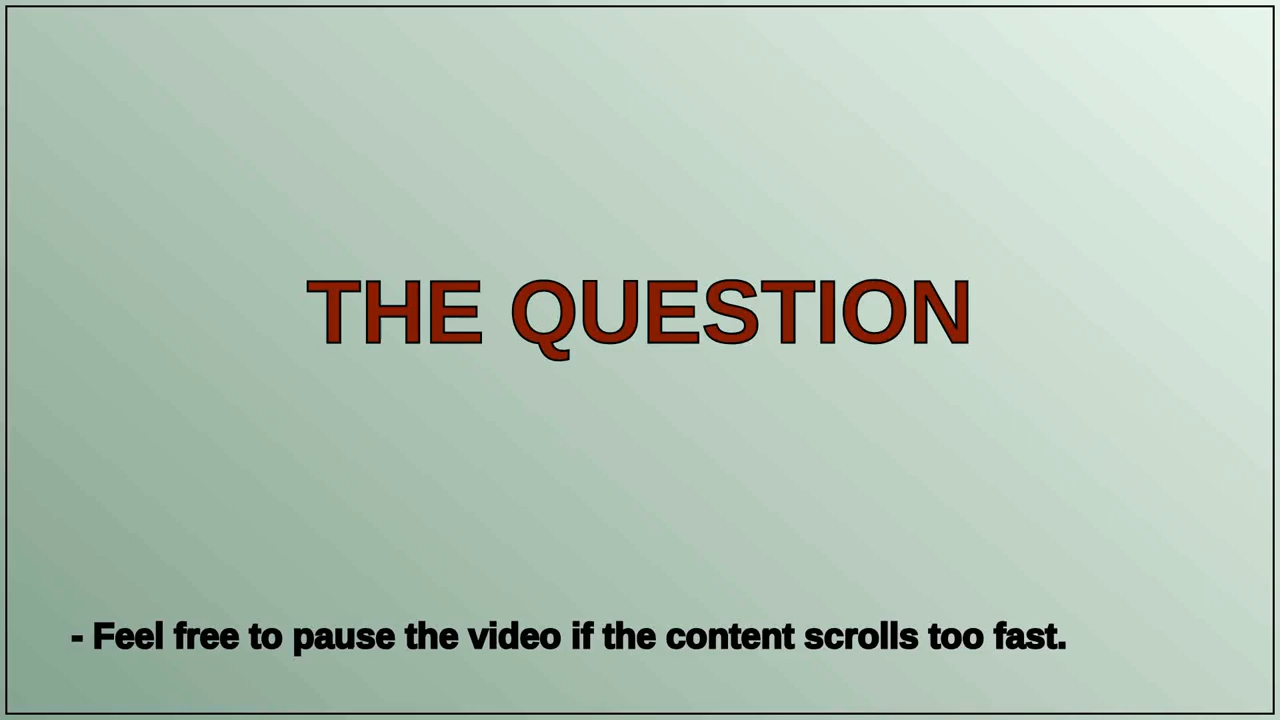 THE QUESTION
- Feel free to pause the video if the content scrolls too fast.